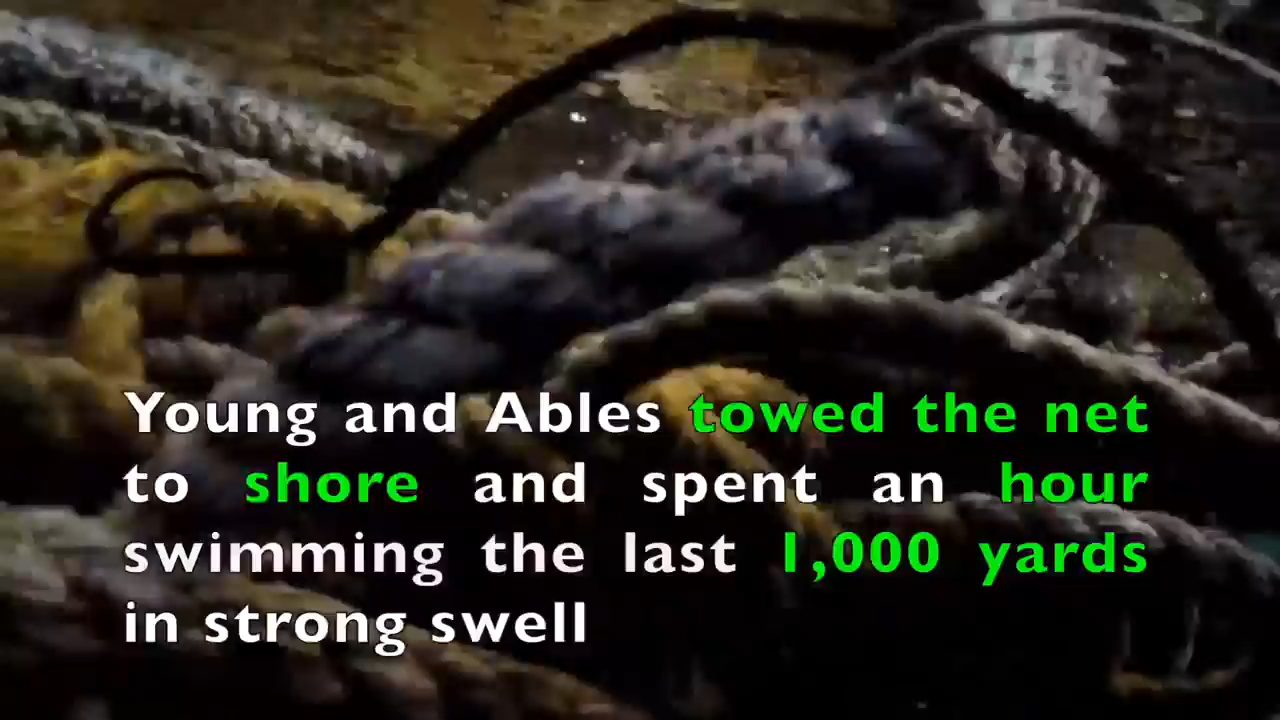 Young and Ables towed the net
to shore and spent an hour
swimming the last 1,000 yards
in strong swell